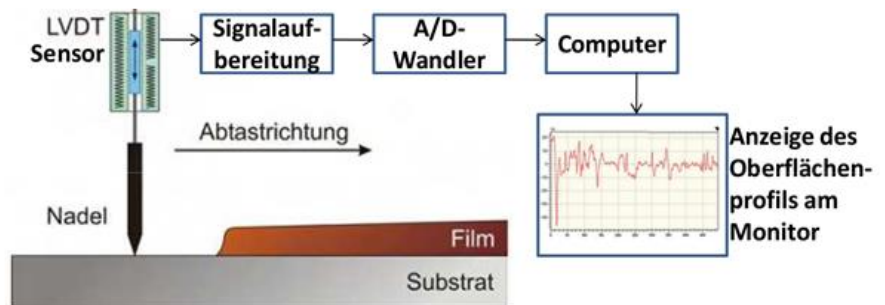 LVDT
Sensor
Signalauf-
bereitung
A/D-
Wandler
Computer
Abtastrichtung
Nadel
Film
Substrat
Anzeige des
Oberflächen-
profils am
Monitor